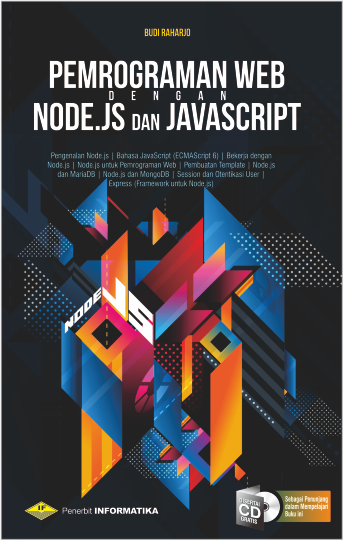 BUDI RAHARJO
PEMROGRAMAN WEB
DENGAN
NODE.JS DAN JAVASCRIPT
Pengenalan Node.js | Bahasa JavaScript (ECMAScript 6) | Bekerja dengan
Node.js | Node.js untuk Pemrograman Web | Pembuatan Template | Node.js
dan MariaDB | Node.js dan MongoDB | Session dan Otentikasi User |
Express (Framework untuk Node.js)
NODE JS
IF
Penerbit INFORMATIKA
DISERTAI
CD
GRATIS
Sebagai Penunjang
dalam Mempelajari
Buku ini